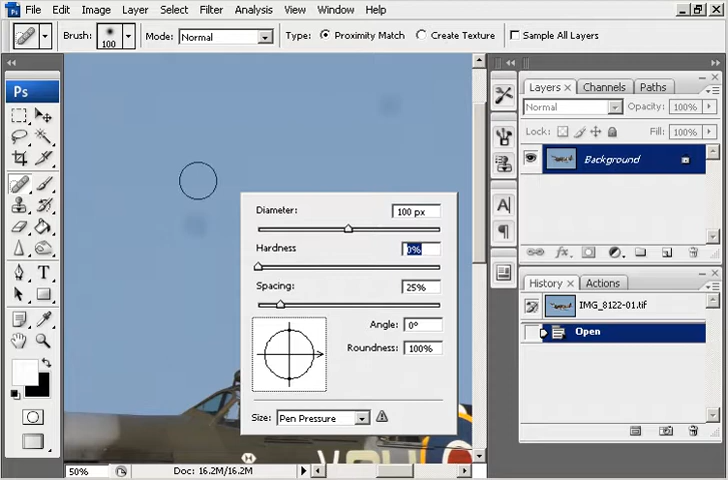 File Edit Image Layer Select Filter Analysis View Window Help
Brush: 100 Mode: Normal Type: Proximity Match Create Texture Sample All Layers
Ps
Layers × Channels Paths
Normal Opacity: 100%
Lock: Fill: 100%
Background
Diameter: 100 px
Hardness 0%
Spacing: 25%
Angle: 0°
Roundness: 100%
Size: Pen Pressure
A
History × Actions
IMG_8122-01.tif
Open
T
50% Doc: 16.2M/16.2M